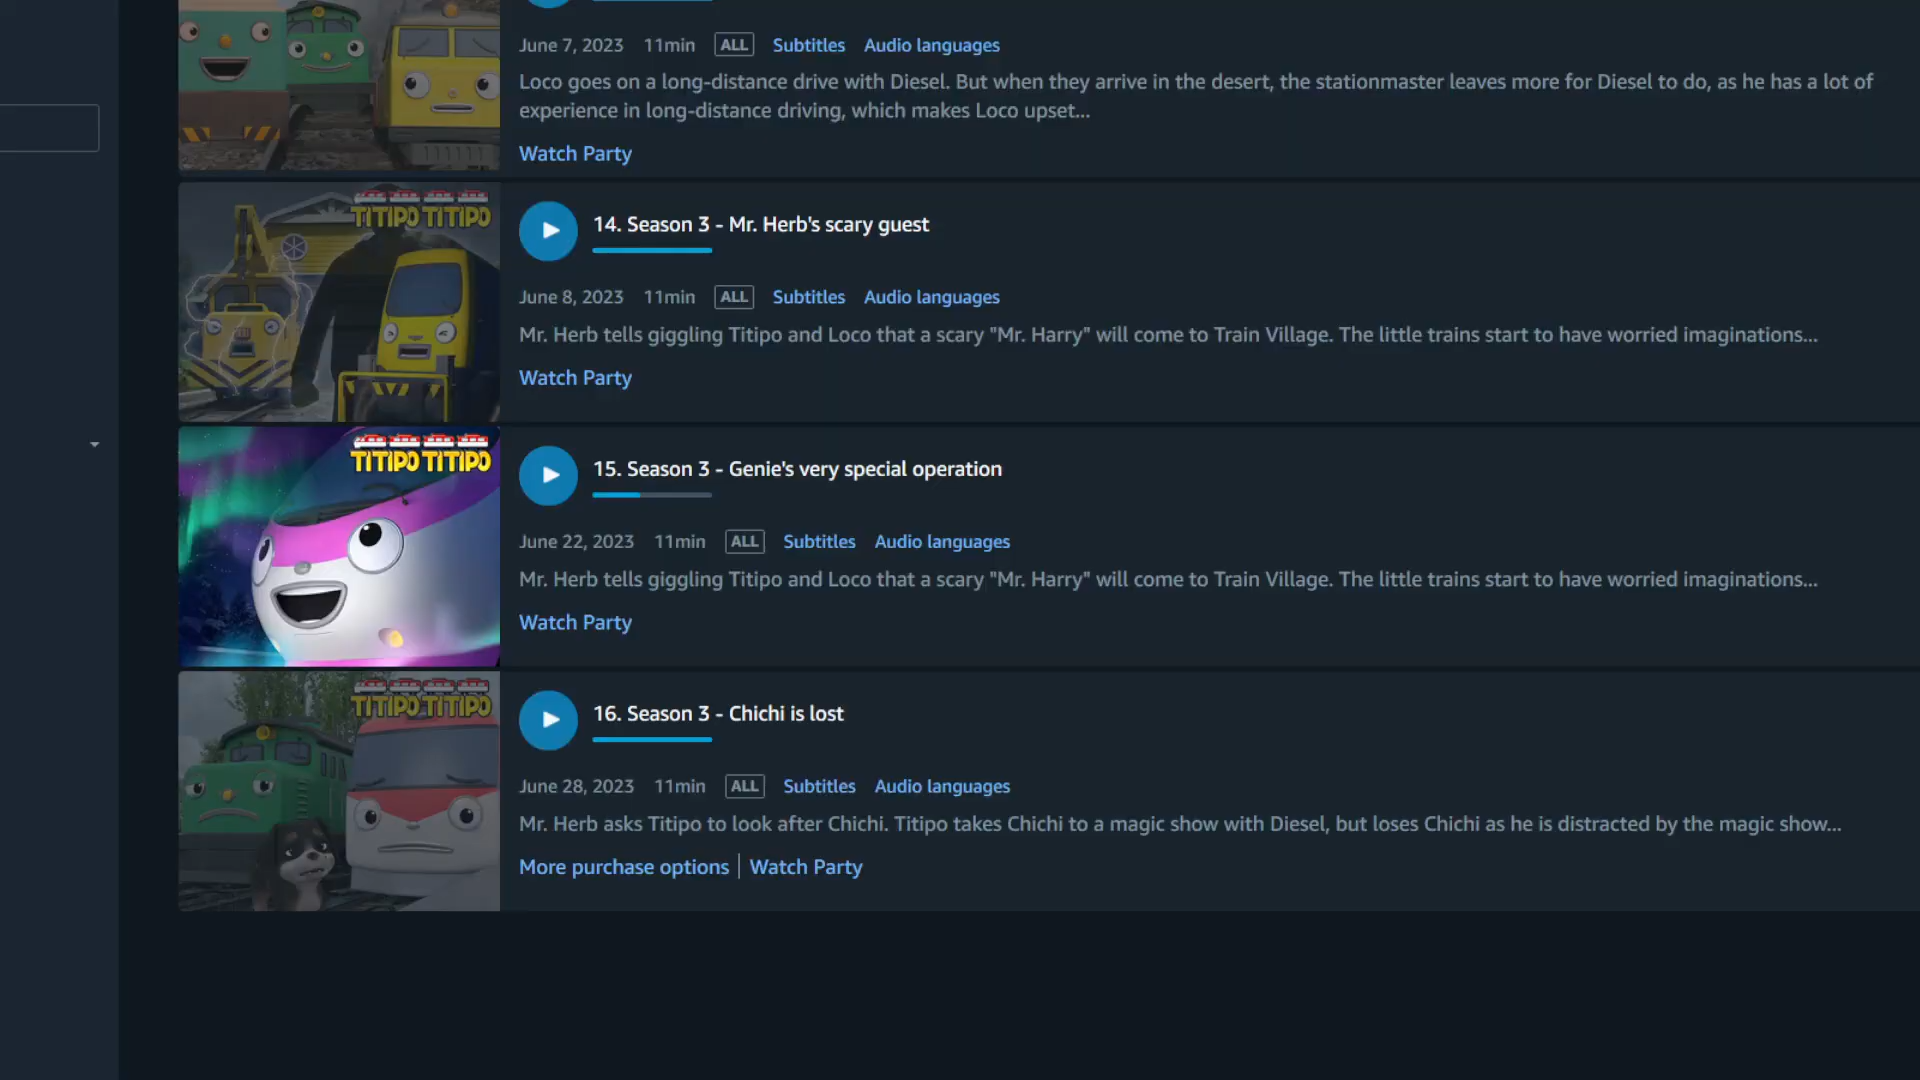 June 7, 2023 11min ALL Subtitles Audio languages
Loco goes on a long-distance drive with Diesel. But when they arrive in the desert, the stationmaster leaves more for Diesel to do, as he has a lot of
experience in long-distance driving, which makes Loco upset...
Watch Party
TITIPO TITIPO
14. Season 3 - Mr. Herb's scary guest
June 8, 2023 11min ALL Subtitles Audio languages
Mr. Herb tells giggling Titipo and Loco that a scary "Mr. Harry" will come to Train Village. The little trains start to have worried imaginations...
Watch Party
TITIPO TITIPO
15. Season 3 - Genie's very special operation
June 22, 2023 11min ALL Subtitles Audio languages
Mr. Herb tells giggling Titipo and Loco that a scary "Mr. Harry" will come to Train Village. The little trains start to have worried imaginations...
Watch Party
TITIPO TITIPO
16. Season 3 - Chichi is lost
June 28, 2023 11min ALL Subtitles Audio languages
Mr. Herb asks Titipo to look after Chichi. Titipo takes Chichi to a magic show with Diesel, but loses Chichi as he is distracted by the magic show...
More purchase options | Watch Party